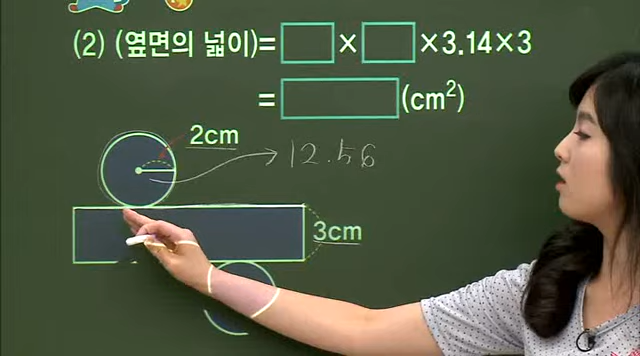 (2) (옆면의 넓이)=□×□×3.14×3
=□(cm²)
2cm
12.56
3cm